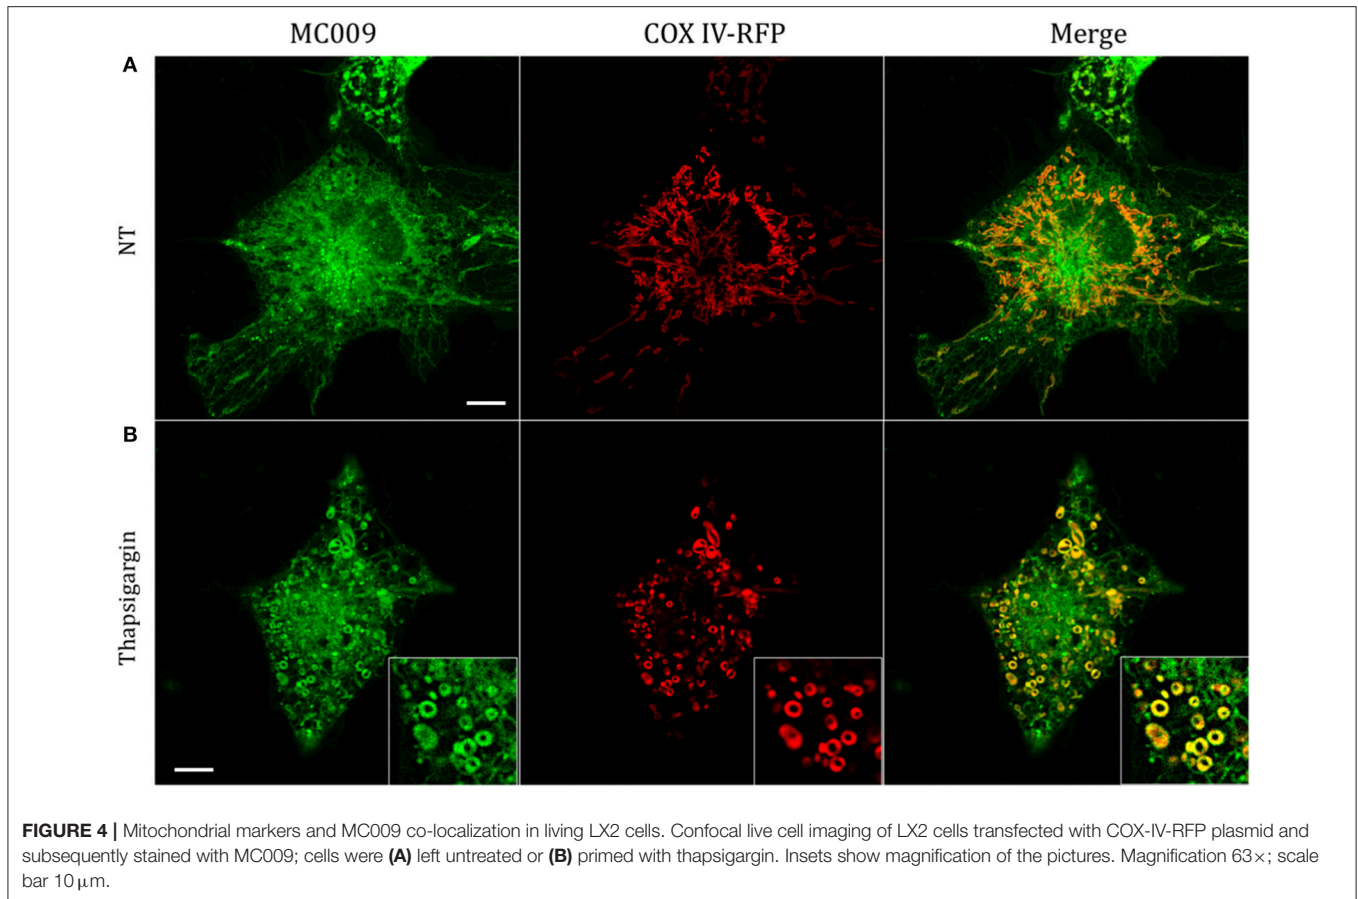 MC009 COX IV-RFP Merge
A
NT
B
Thapsigargin
FIGURE 4 | Mitochondrial markers and MC009 co-localization in living LX2 cells. Confocal live cell imaging of LX2 cells transfected with COX-IV-RFP plasmid and
subsequently stained with MC009; cells were (A) left untreated or (B) primed with thapsigargin. Insets show magnification of the pictures. Magnification 63×; scale
bar 10 μm.